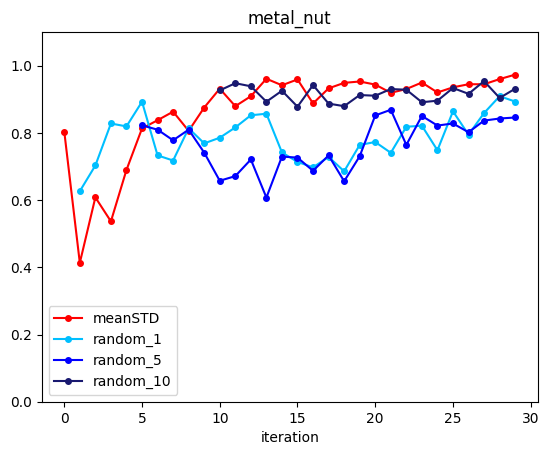 metal_nut
1.0
0.8
0.6
0.4
0.2
0.0
meanSTD
random_1
random_5
random_10
0 5 10 15 20 25 30
iteration